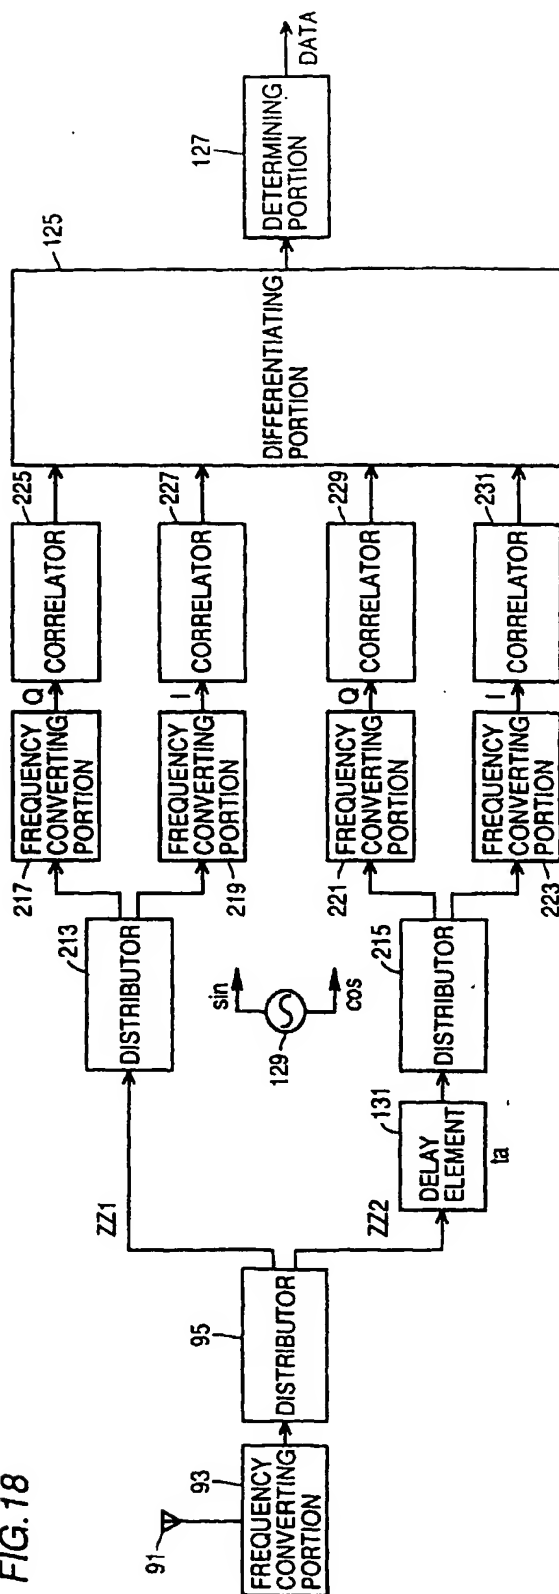 FIG.18
91
93
FREQUENCY
CONVERTING
PORTION
95
DISTRIBUTOR
ZZ1
ZZ2
131
DELAY
ELEMENT
ta
213
DISTRIBUTOR
sin
129
cos
215
DISTRIBUTOR
217
FREQUENCY
CONVERTING
PORTION
Q
FREQUENCY
CONVERTING
PORTION
219
I
221
FREQUENCY
CONVERTING
PORTION
Q
FREQUENCY
CONVERTING
PORTION
223
I
225
CORRELATOR
227
CORRELATOR
229
CORRELATOR
231
CORRELATOR
125
DIFFERENTIATING
PORTION
127
DETERMINING
PORTION
DATA